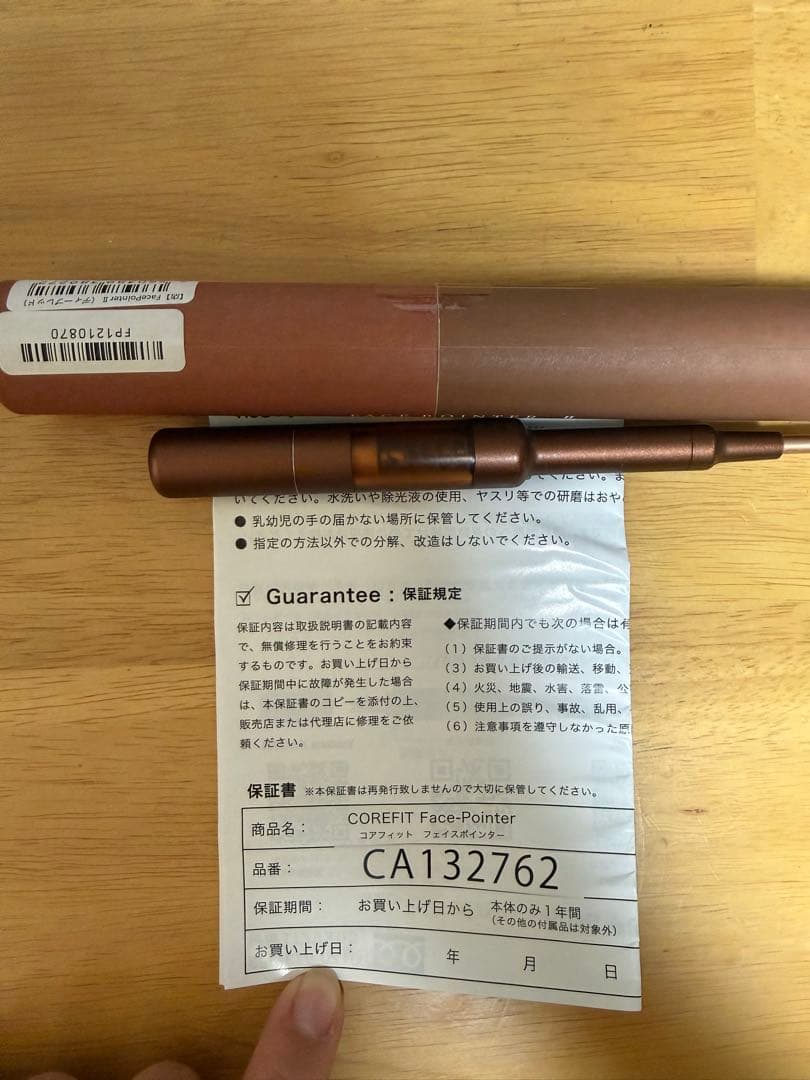 【穴】FacePointer II（ディープレッド）
FP1210870
いてください。水洗いや除光液の使用、ヤスリ等での研磨はおや
● 乳幼児の手の届かない場所に保管してください。
● 指定の方法以外での分解、改造はしないでください。
☑ Guarantee : 保証規定
保証内容は取扱説明書の記載内容
で、無償修理を行うことをお約束
するものです。お買い上げ日から
保証期間中に故障が発生した場合
は、本保証書のコピーを添付の上、
販売店または代理店に修理をご依
頼ください。
◆保証期間内でも次の場合は有
（1）保証書のご提示がない場合。
（3）お買い上げ後の輸送、移動、
（4）火災、地震、水害、落雷、公
（5）使用上の誤り、事故、乱用、
（6）注意事項を遵守しなかった原
保証書 ※本保証書は再発行致しませんので大切に保管してください。
商品名： COREFIT Face-Pointer
コアフィット フェイスポインター
品番： CA132762
保証期間： お買い上げ日から 本体のみ1年間
（その他の付属品は対象外）
お買い上げ日： 年 月 日